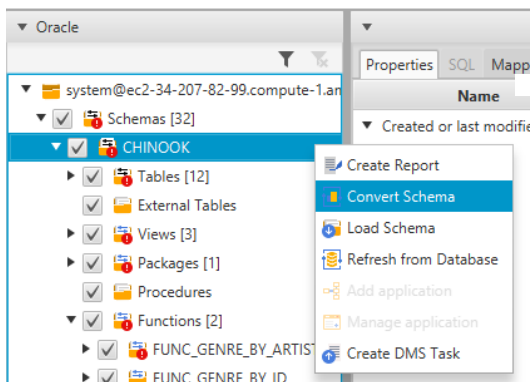 Oracle
system@ec2-34-207-82-99.compute-1.an
Schemas [32]
CHINOOK
Tables [12]
External Tables
Views [3]
Packages [1]
Procedures
Functions [2]
FUNC_GENRE_BY_ARTIST
FUNC_GENRE_BY_ID
Properties SQL Mapp
Name
Created or last modifie
Create Report
Convert Schema
Load Schema
Refresh from Database
Add application
Manage application
Create DMS Task